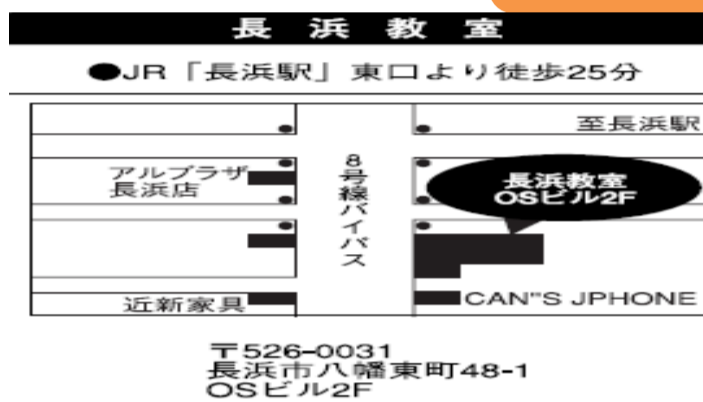 長浜教室
●JR「長浜駅」東口より徒歩25分
至長浜駅
アルプラザ
長浜店
8号線バイパス
長浜教室
OSビル2F
近新家具
CAN"S JPHONE
〒526-0031
長浜市八幡東町48-1
OSビル2F